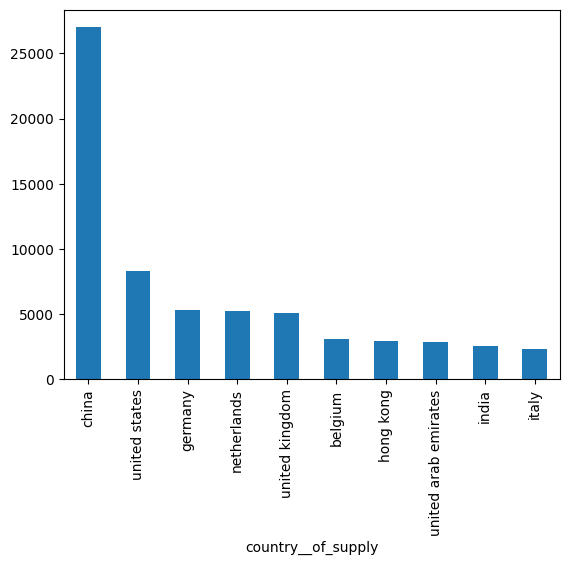 25000
20000
15000
10000
5000
0
china
united states
germany
netherlands
united kingdom
belgium
hong kong
united arab emirates
india
italy
country__of_supply